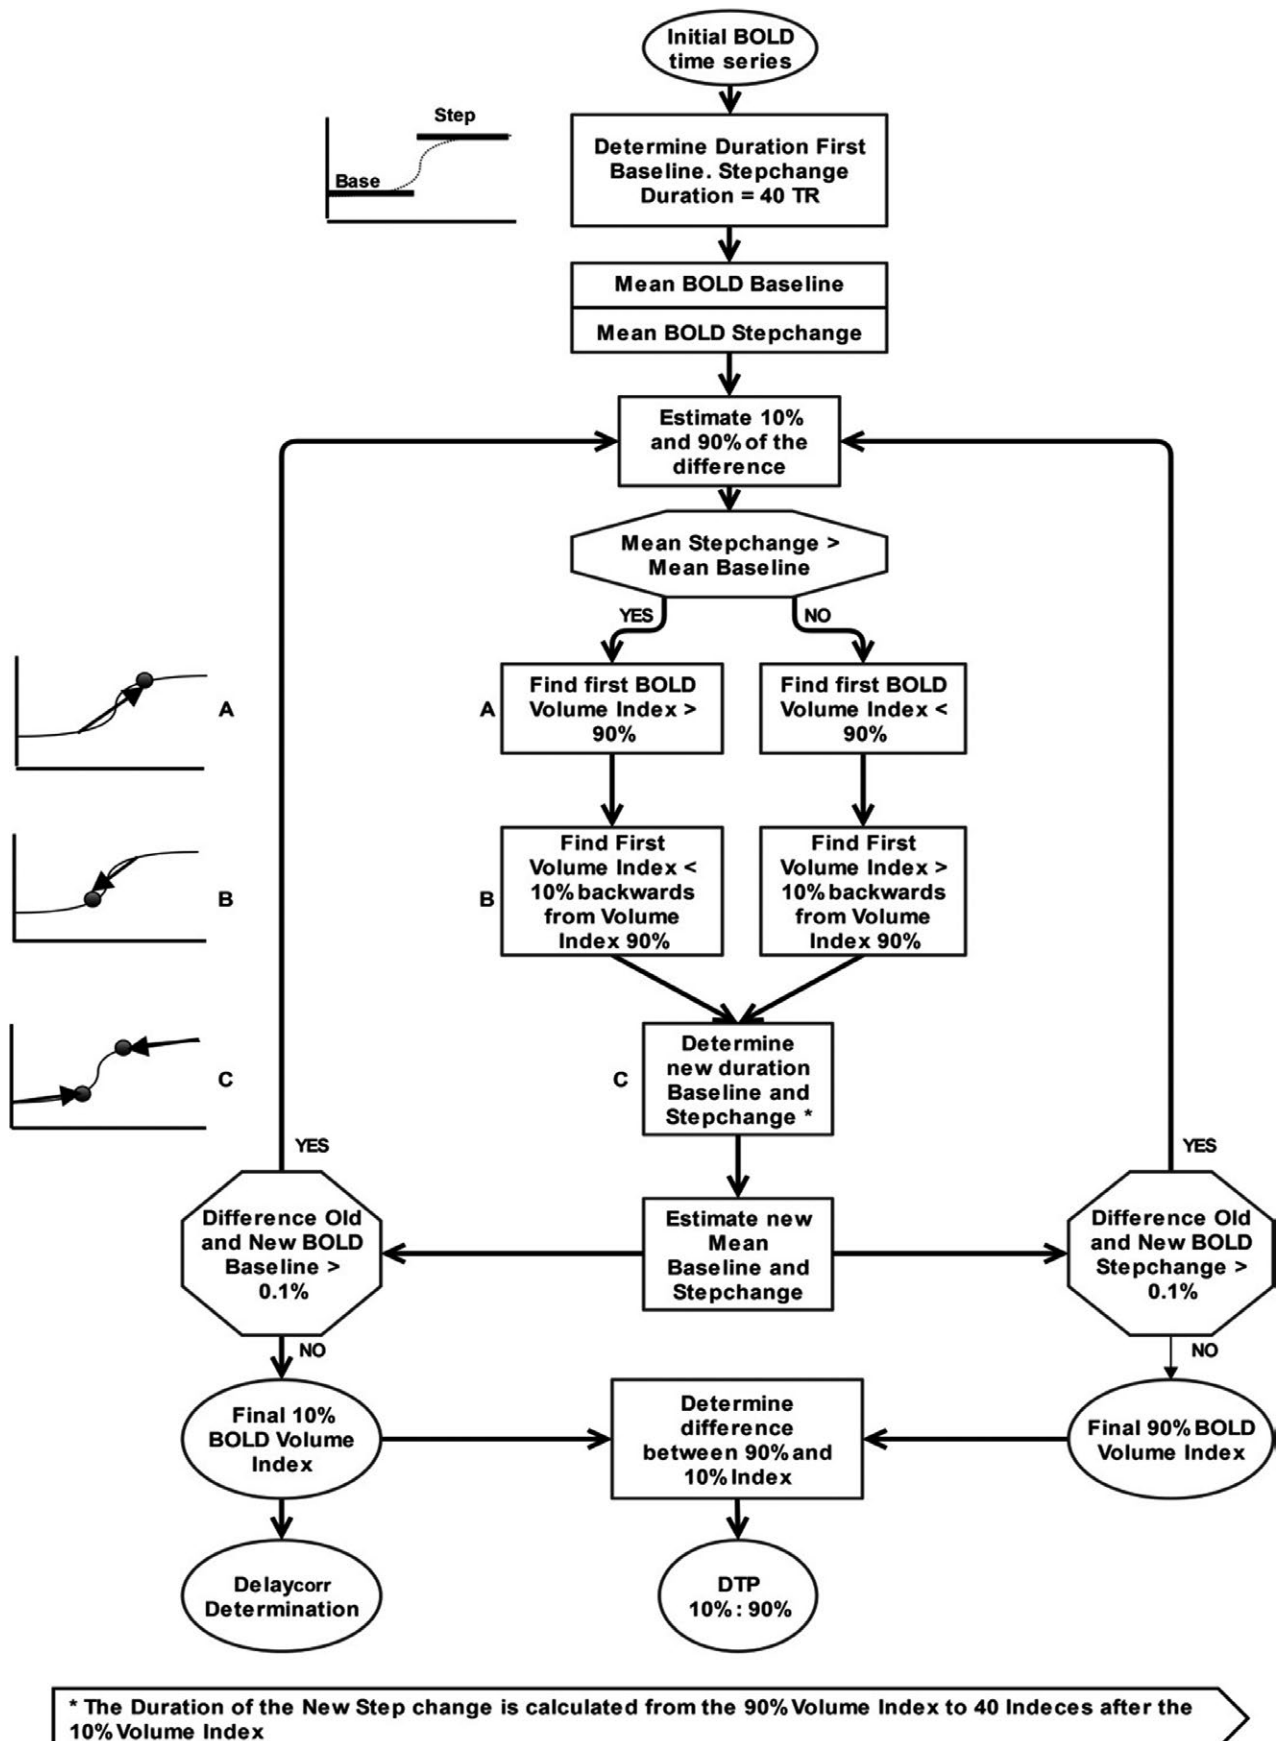 Initial BOLD
time series
Step
Base
Determine Duration First
Baseline. Stepchange
Duration = 40 TR
Mean BOLD Baseline
Mean BOLD Stepchange
Estimate 10%
and 90% of the
difference
Mean Stepchange >
Mean Baseline
YES
NO
A
A
Find first BOLD
Volume Index >
90%
Find first BOLD
Volume Index <
90%
B
B
Find First
Volume Index <
10% backwards
from Volume
Index 90%
Find First
Volume Index >
10% backwards
from Volume
Index 90%
C
C
Determine
new duration
Baseline and
Stepchange *
YES
YES
Difference Old
and New BOLD
Baseline >
0.1%
Estimate new
Mean
Baseline and
Stepchange
Difference Old
and New BOLD
Stepchange >
0.1%
NO
NO
Final 10%
BOLD Volume
Index
Determine
difference
between 90% and
10% Index
Final 90% BOLD
Volume Index
Delaycorr
Determination
DTP
10% : 90%
* The Duration of the New Step change is calculated from the 90% Volume Index to 40 Indeces after the
10% Volume Index